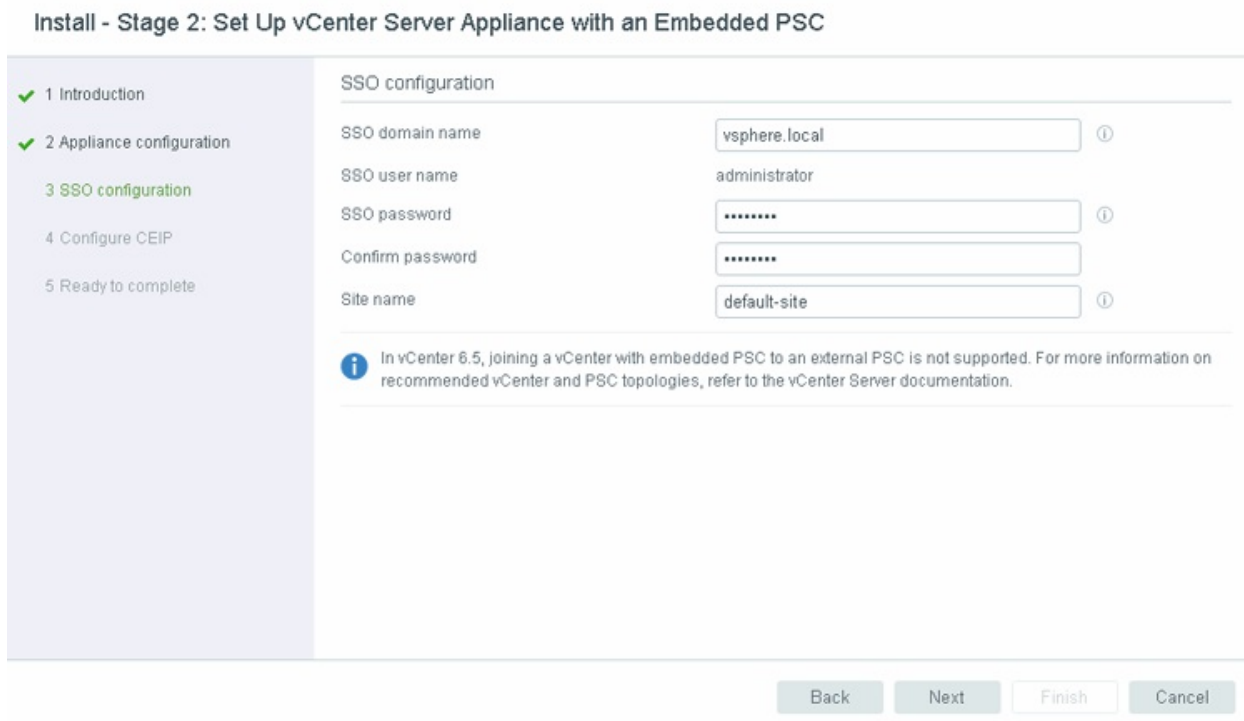 Install - Stage 2: Set Up vCenter Server Appliance with an Embedded PSC
1 Introduction
2 Appliance configuration
3 SSO configuration
4 Configure CEIP
5 Ready to complete
SSO configuration
SSO domain name
vsphere.local
SSO user name
administrator
SSO password
••••••••
Confirm password
••••••••
Site name
default-site
In vCenter 6.5, joining a vCenter with embedded PSC to an external PSC is not supported. For more information on
recommended vCenter and PSC topologies, refer to the vCenter Server documentation.
Back
Next
Finish
Cancel